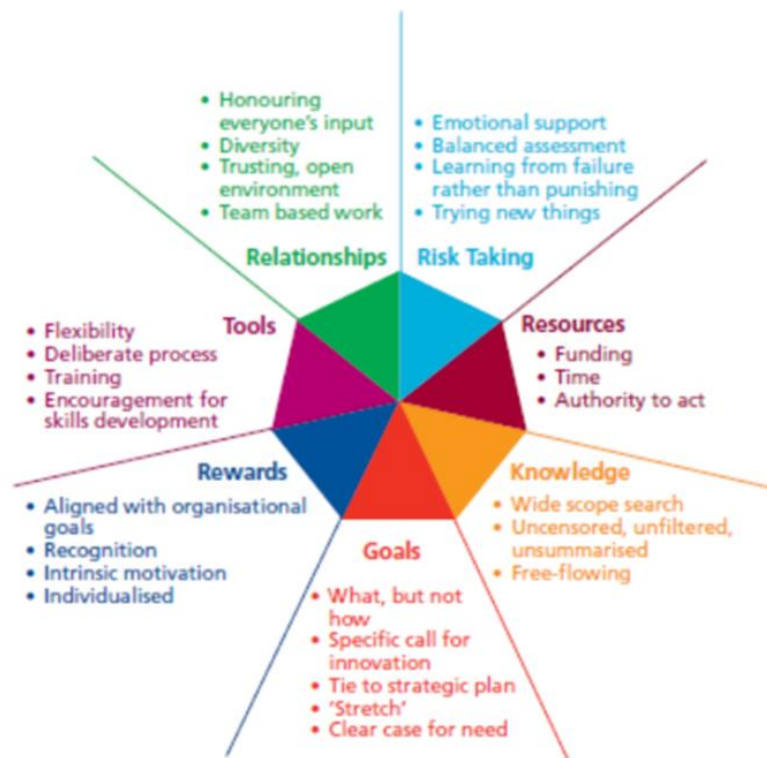 • Honouring
everyone's input
• Diversity
• Trusting, open
environment
• Team based work
Relationships
• Emotional support
• Balanced assessment
• Learning from failure
rather than punishing
• Trying new things
Risk Taking
Resources
• Funding
• Time
• Authority to act
Knowledge
• Wide scope search
• Uncensored, unfiltered,
unsummarised
• Free-flowing
Goals
• What, but not
how
• Specific call for
innovation
• Tie to strategic plan
• 'Stretch'
• Clear case for need
Rewards
• Aligned with organisational
goals
• Recognition
• Intrinsic motivation
• Individualised
Tools
• Flexibility
• Deliberate process
• Training
• Encouragement for
skills development